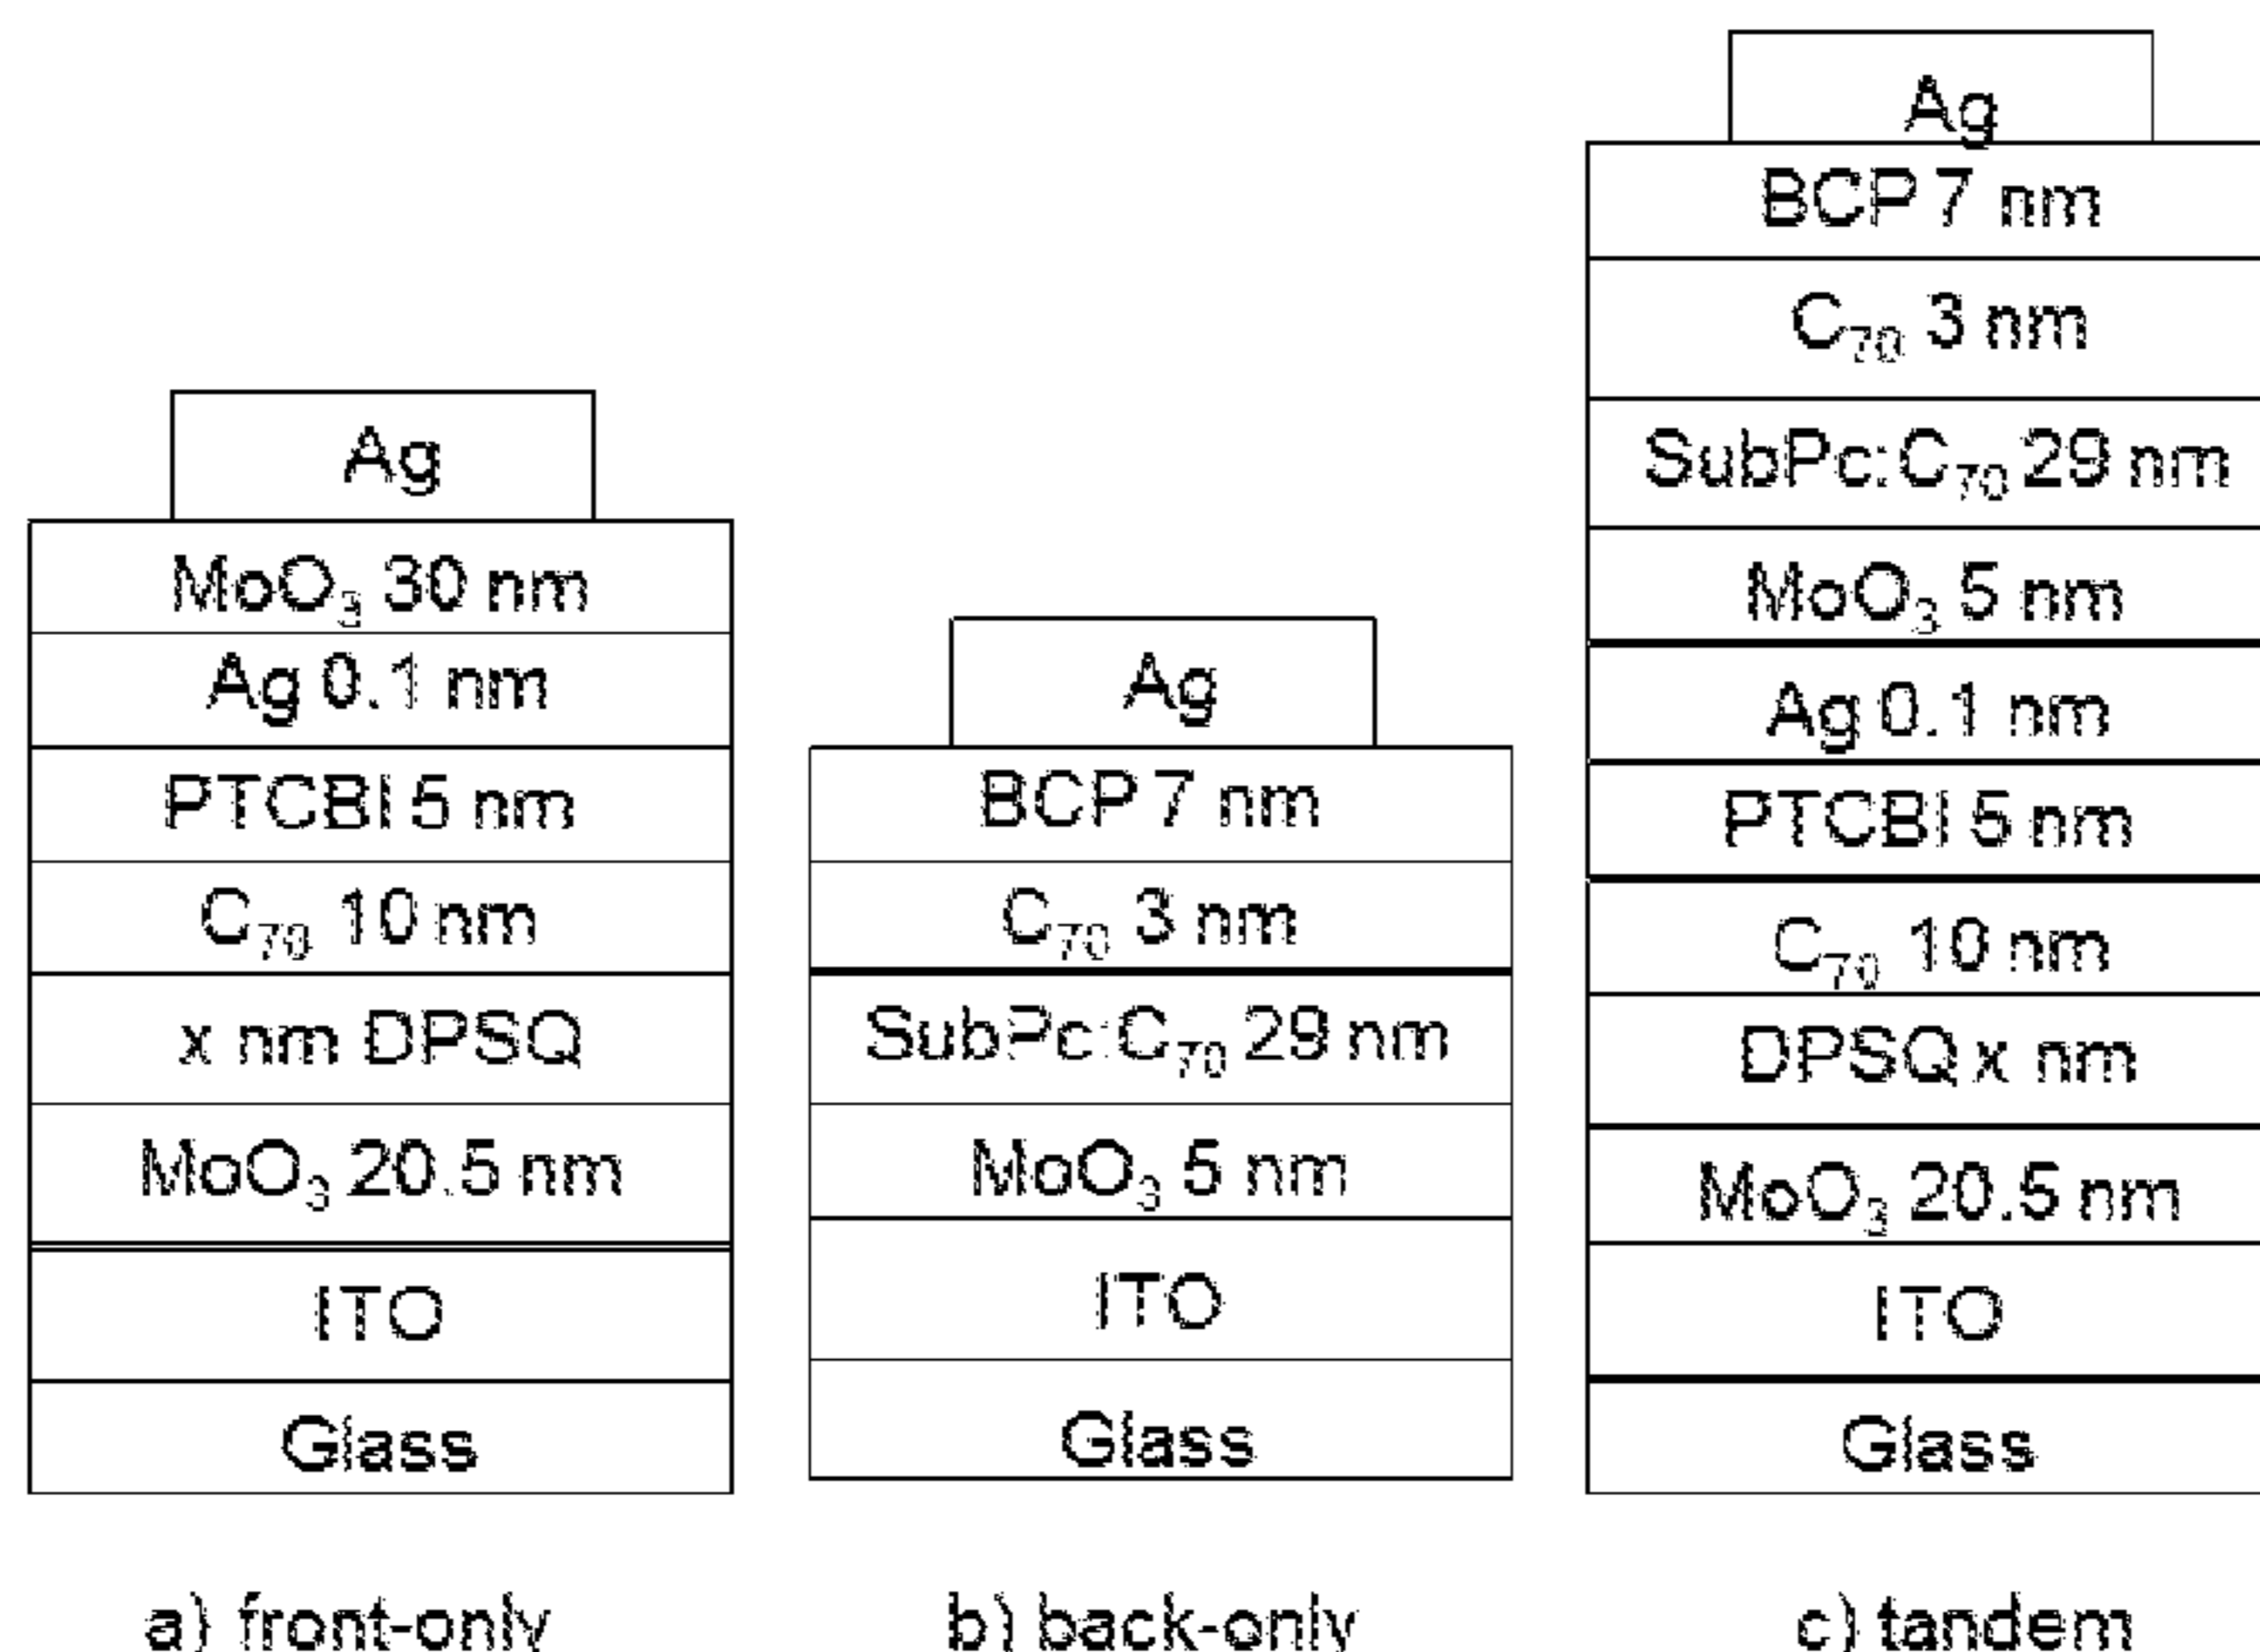 Ag
MoO₃ 30 nm
Ag 0.1 nm
PTCBI 5 nm
C₇₀ 10 nm
x nm DPSQ
MoO₃ 20.5 nm
ITO
Glass
a) front-only
Ag
BCP 7 nm
C₇₀ 3 nm
SubPc:C₇₀ 29 nm
MoO₃ 5 nm
ITO
Glass
b) back-only
Ag
BCP 7 nm
C₇₀ 3 nm
SubPc:C₇₀ 29 nm
MoO₃ 5 nm
Ag 0.1 nm
PTCBI 5 nm
C₇₀ 10 nm
DPSQ x nm
MoO₃ 20.5 nm
ITO
Glass
c) tandem